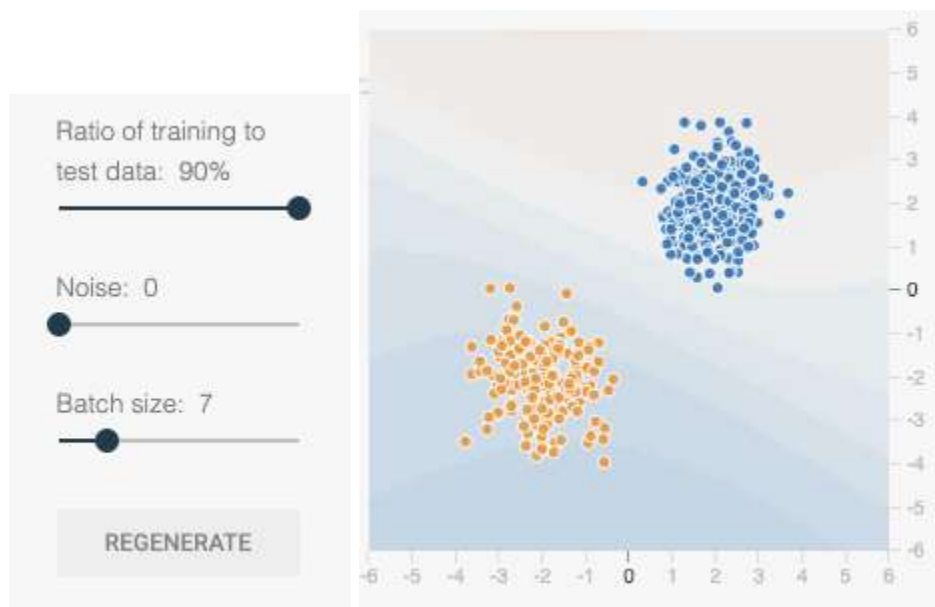 Ratio of training to
test data: 90%
Noise: 0
Batch size: 7
REGENERATE
6
5
4
3
2
1
0
-1
-2
-3
-4
-5
-6
-6 -5 -4 -3 -2 -1 0 1 2 3 4 5 6